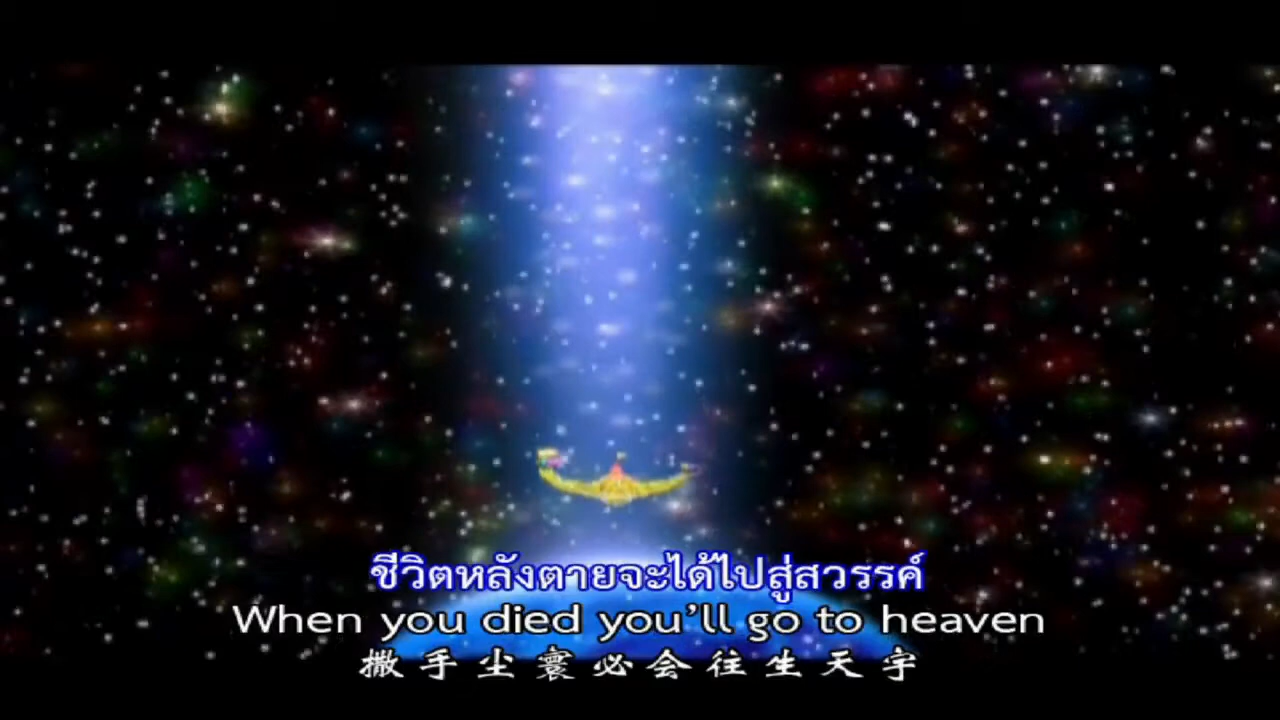 ชีวิตหลังตายจะได้ไปสู่สวรรค์
When you died you'll go to heaven
撒手尘寰必会往生天宇